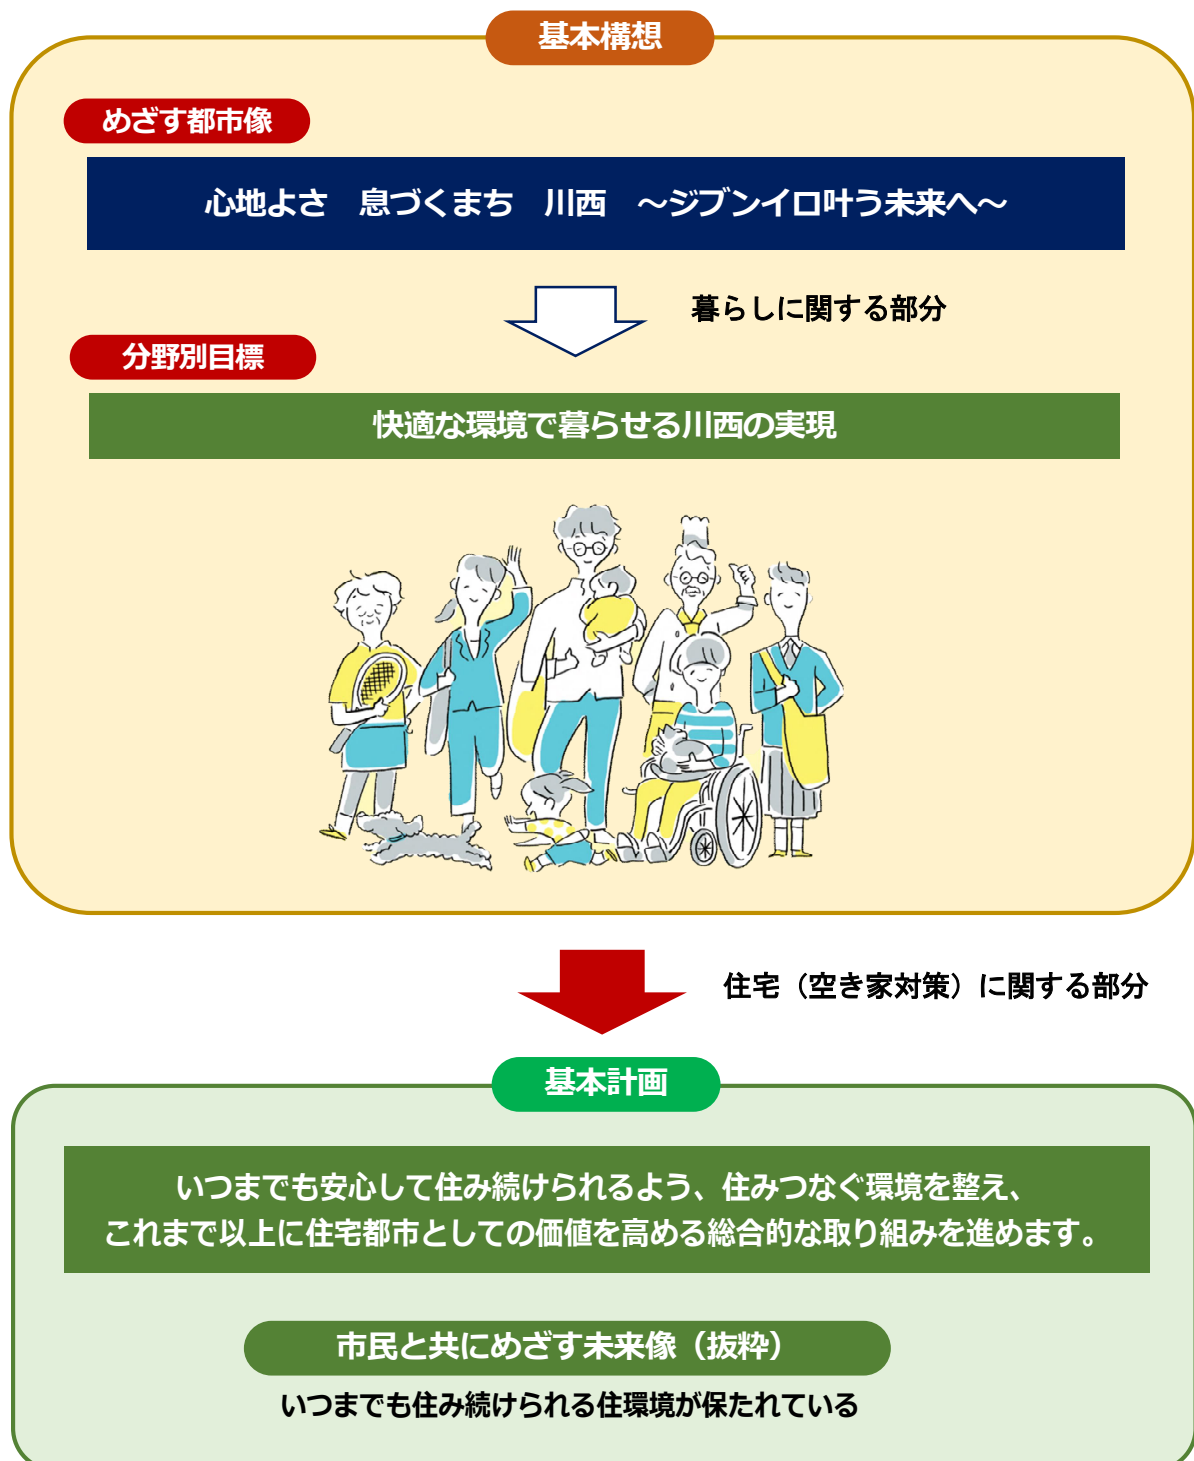 基本構想
めざす都市像
心地よさ　息づくまち　川西　～ジブンイロ叶う未来へ～
暮らしに関する部分
分野別目標
快適な環境で暮らせる川西の実現
住宅（空き家対策）に関する部分
基本計画
いつまでも安心して住み続けられるよう、住みつなぐ環境を整え、
これまで以上に住宅都市としての価値を高める総合的な取り組みを進めます。
市民と共にめざす未来像（抜粋）
いつまでも住み続けられる住環境が保たれている